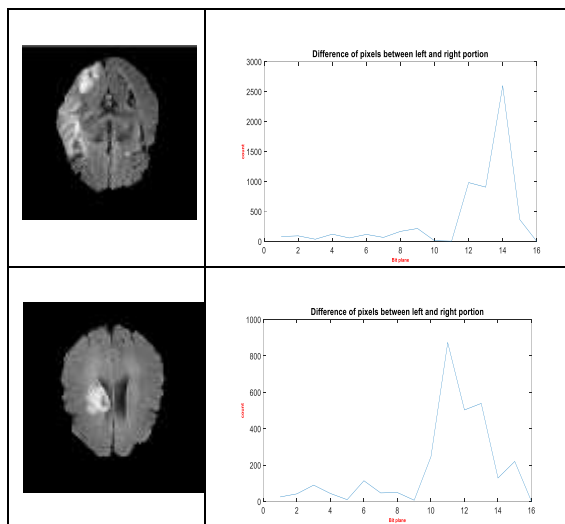 Difference of pixels between left and right portion
3000
2500
2000
1500
1000
500
0
count
0 2 4 6 8 10 12 14 16
Bit plane
Difference of pixels between left and right portion
1000
800
600
400
200
0
count
0 2 4 6 8 10 12 14 16
Bit plane